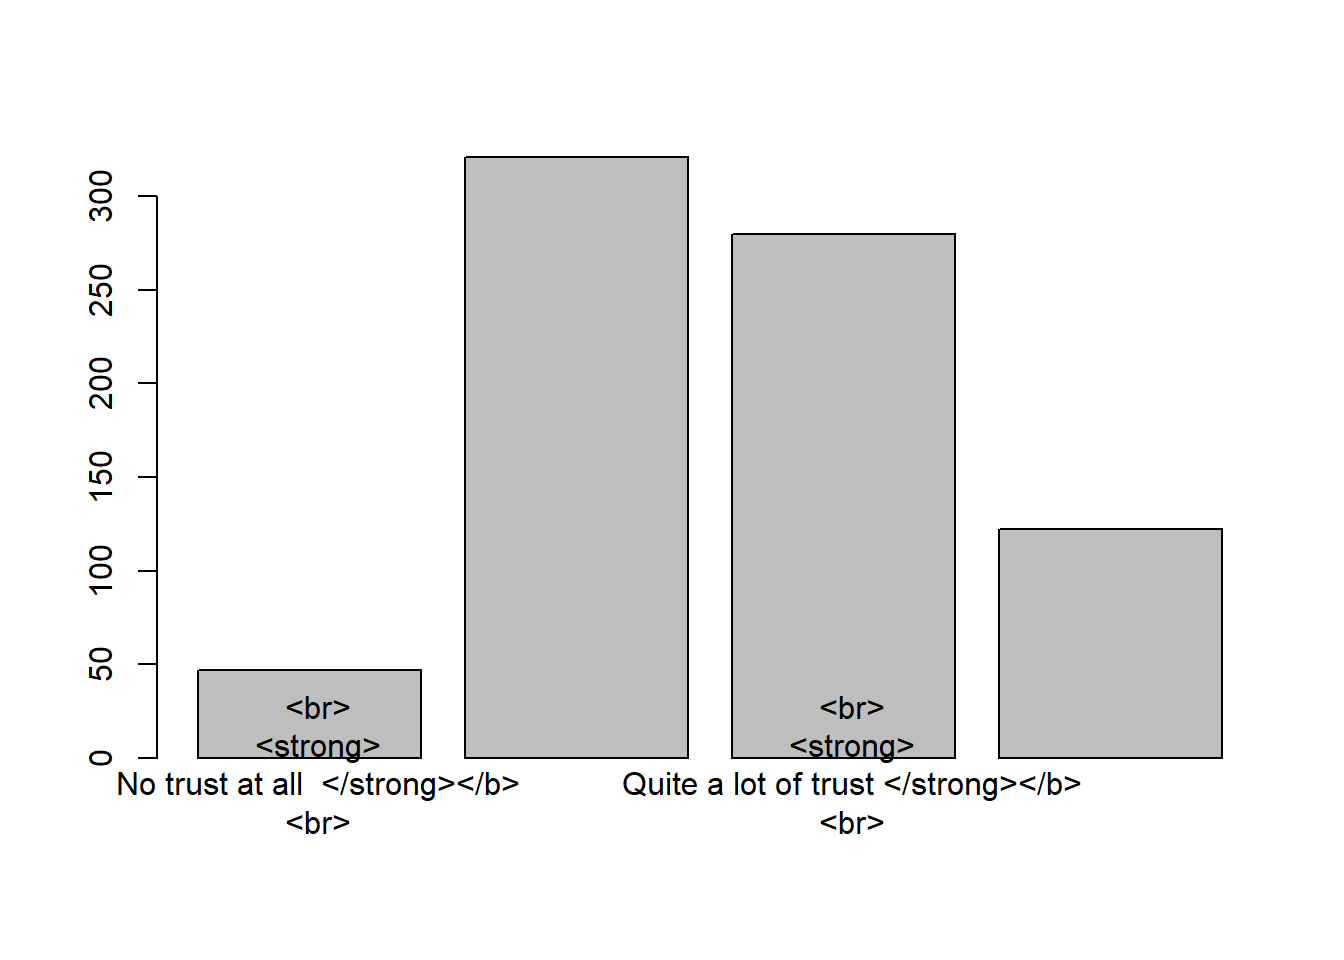 300
250
200
150
100
50
0
<br>
<strong>
No trust at all  </strong></b>
<br>
<br>
<strong>
Quite a lot of trust </strong></b>
<br>